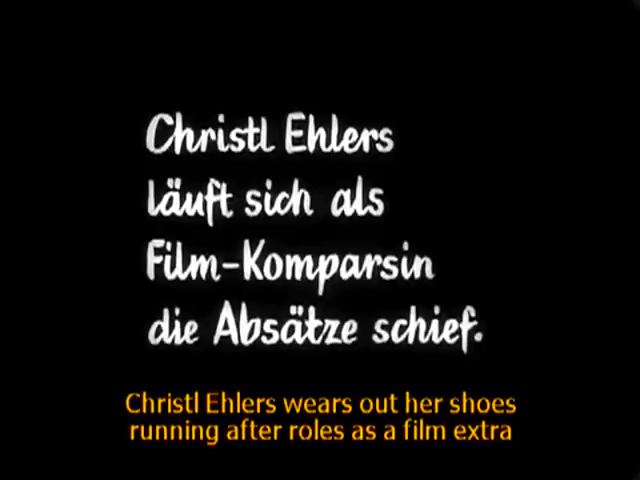 Christl Ehlers
läuft sich als
Film-Komparsin
die Absätze schief.
Christl Ehlers wears out her shoes
running after roles as a film extra